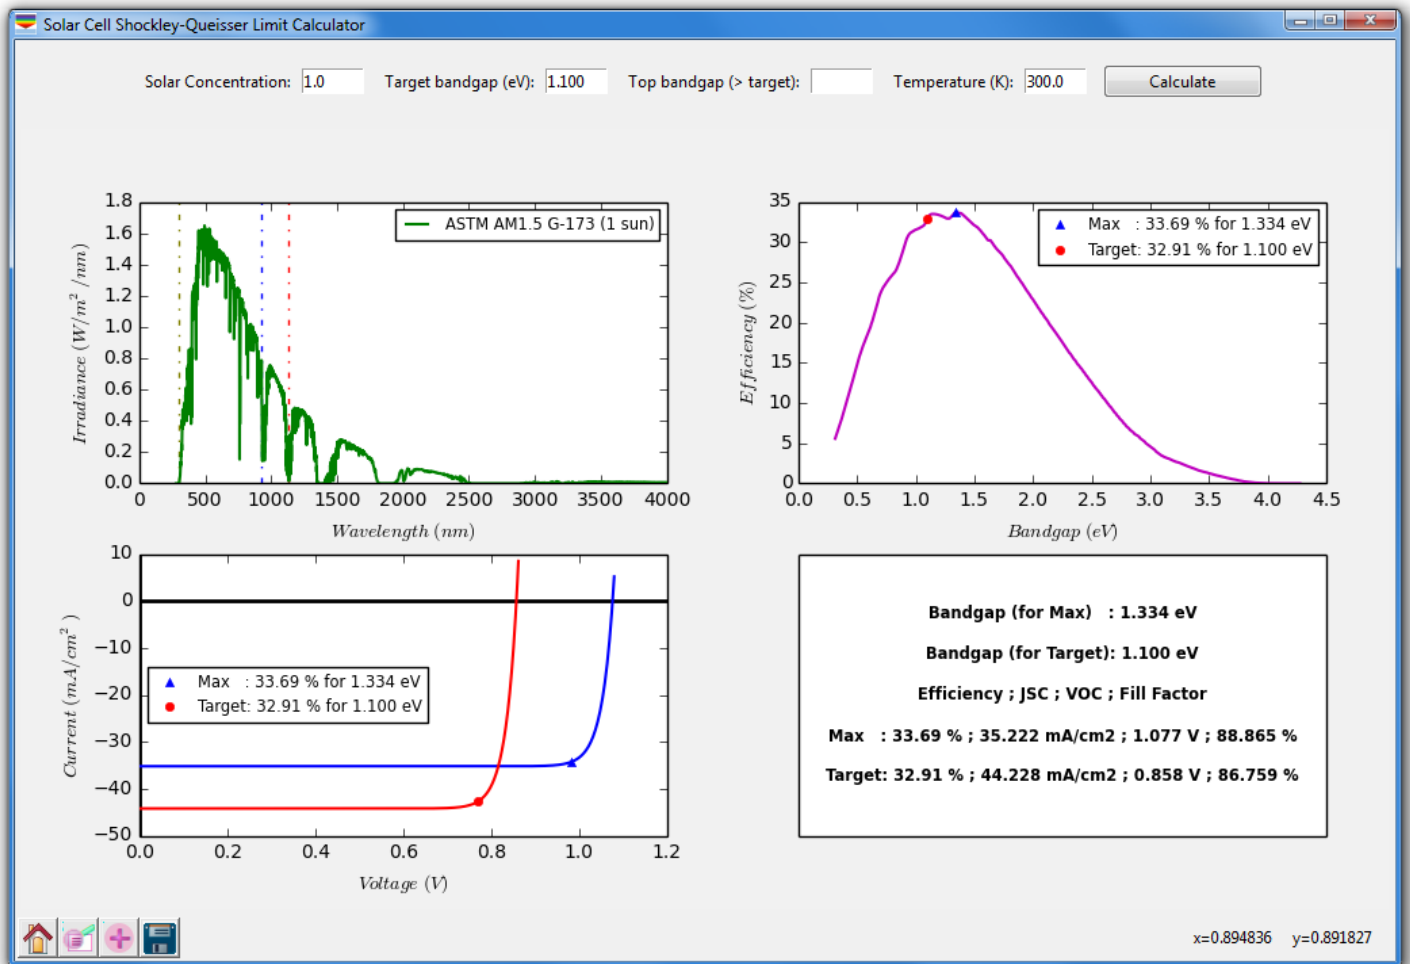 Solar Cell Shockley-Queisser Limit Calculator
Solar Concentration: 1.0 Target bandgap (eV): 1.100 Top bandgap (> target): Temperature (K): 300.0 Calculate
1.8
1.6
1.4
1.2
1.0
0.8
0.6
0.4
0.2
0.0
Irradiance (W/m² /nm)
ASTM AM1.5 G-173 (1 sun)
0 500 1000 1500 2000 2500 3000 3500 4000
Wavelength (nm)
35
30
25
20
15
10
5
0
Efficiency (%)
Max : 33.69 % for 1.334 eV
Target: 32.91 % for 1.100 eV
0.0 0.5 1.0 1.5 2.0 2.5 3.0 3.5 4.0 4.5
Bandgap (eV)
10
0
−10
−20
−30
−40
−50
Current (mA/cm² )
Max : 33.69 % for 1.334 eV
Target: 32.91 % for 1.100 eV
0.0 0.2 0.4 0.6 0.8 1.0 1.2
Voltage (V)
Bandgap (for Max) : 1.334 eV
Bandgap (for Target): 1.100 eV
Efficiency ; JSC ; VOC ; Fill Factor
Max : 33.69 % ; 35.222 mA/cm2 ; 1.077 V ; 88.865 %
Target: 32.91 % ; 44.228 mA/cm2 ; 0.858 V ; 86.759 %
x=0.894836 y=0.891827